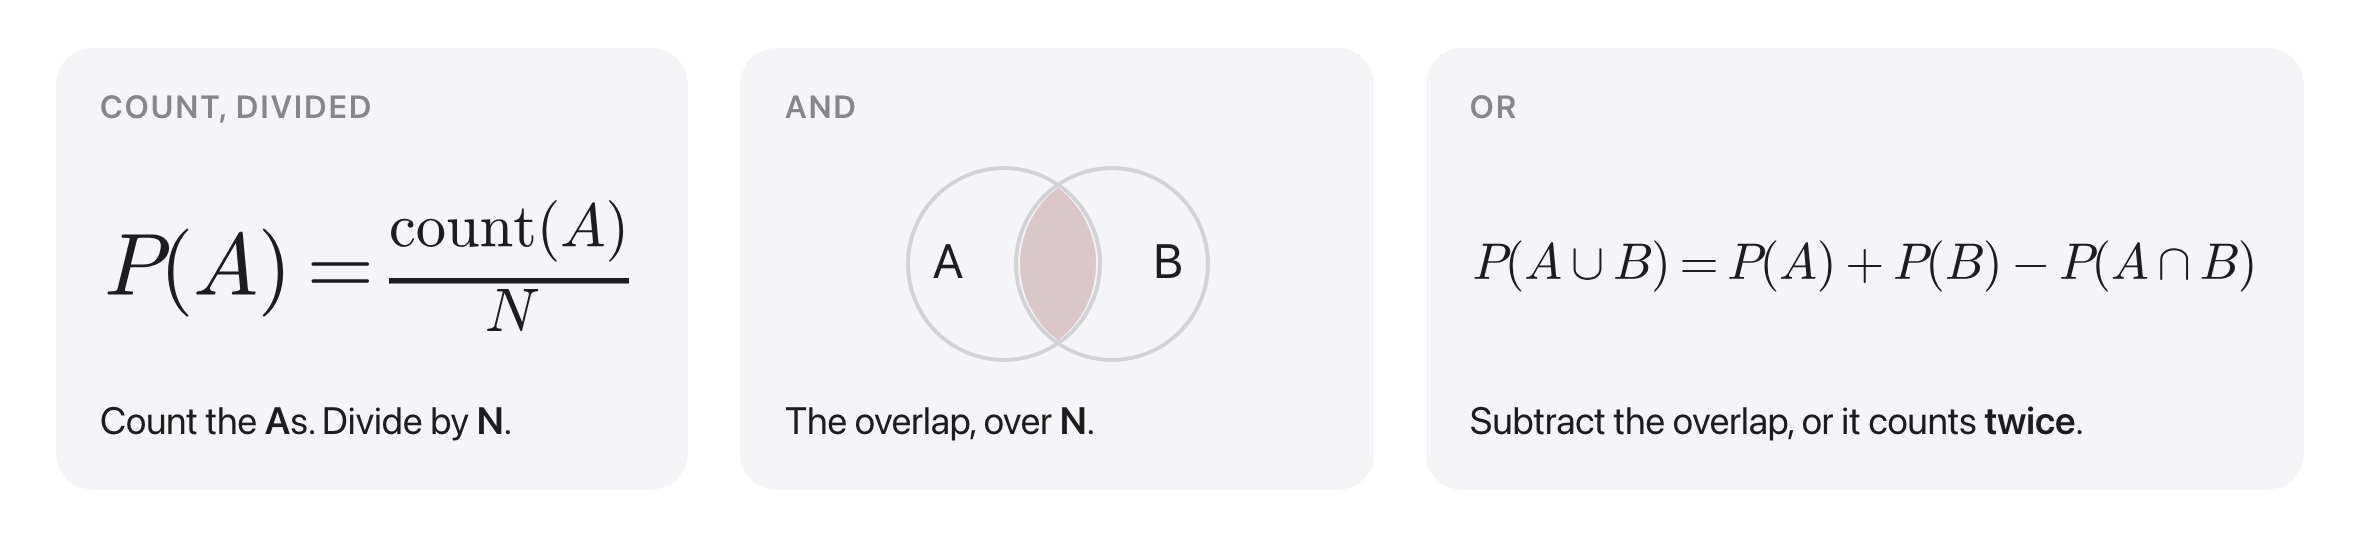 COUNT, DIVIDED
P(A) = count(A) / N
Count the As. Divide by N.
AND
A B
The overlap, over N.
OR
P(A ∪ B) = P(A) + P(B) − P(A ∩ B)
Subtract the overlap, or it counts twice.